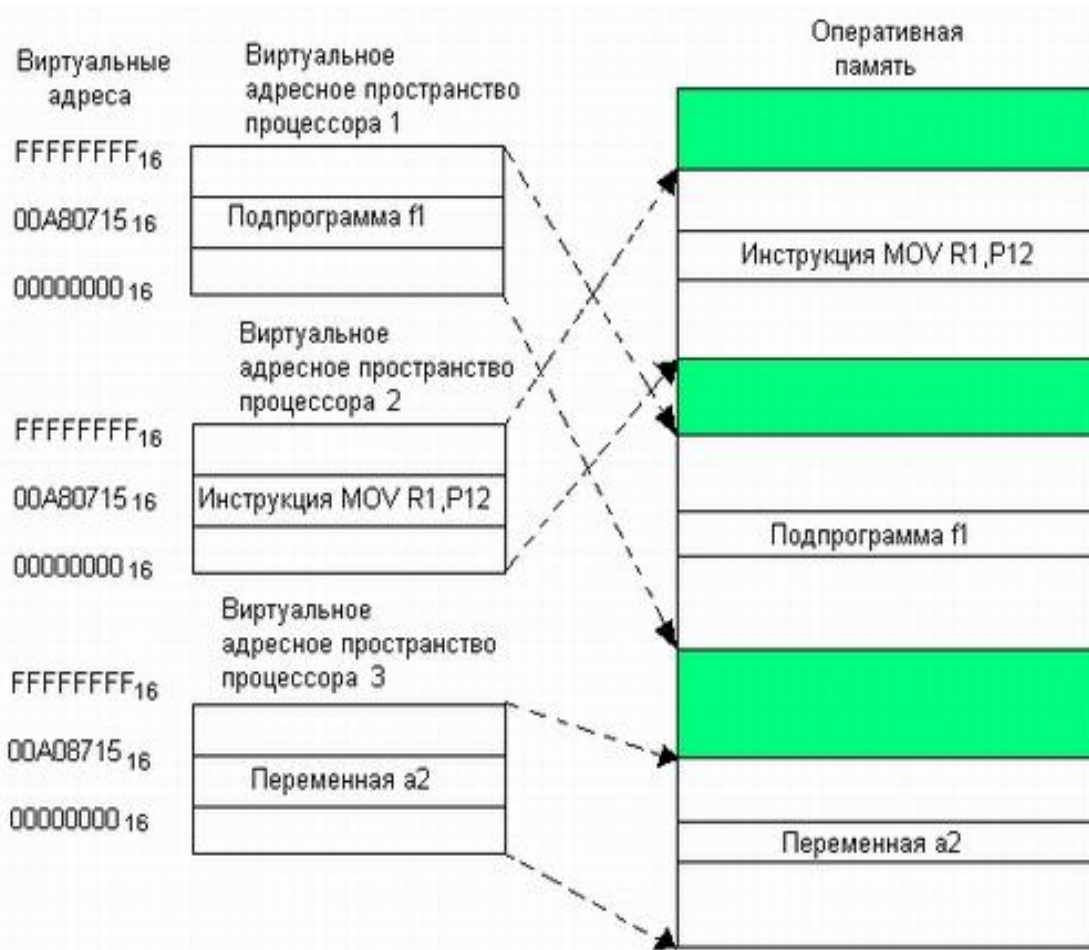 Виртуальные
адреса
Виртуальное
адресное пространство
процессора 1
Оперативная
память
FFFFFFFF16
00A8071516
Подпрограмма f1
0000000016
Инструкция MOV R1,P12
Виртуальное
адресное пространство
процессора 2
FFFFFFFF16
00A8071516
Инструкция MOV R1,P12
0000000016
Подпрограмма f1
Виртуальное
адресное пространство
процессора 3
FFFFFFFF16
00A0871516
Переменная a2
0000000016
Переменная a2